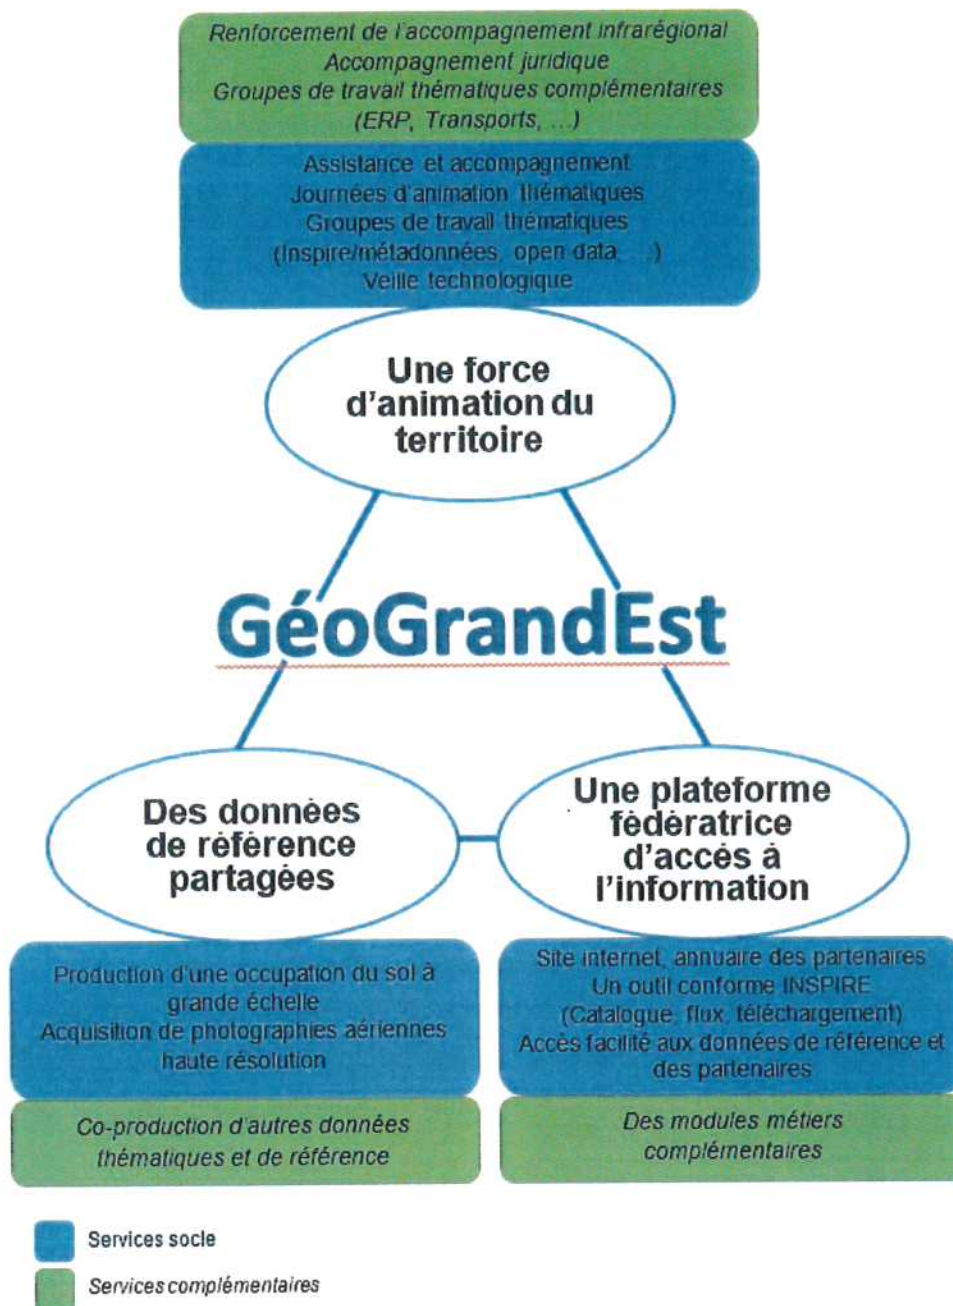 Renforcement de l'accompagnement infrarégional
Accompagnement juridique
Groupes de travail thématiques complémentaires
(ERP, Transports, ...)
Assistance et accompagnement
Journées d'animation thématiques
Groupes de travail thématiques
(Inspire/métadonnées, open data, ...)
Veille technologique
Une force
d'animation du
territoire
GéoGrandEst
Des données
de référence
partagées
Une plateforme
fédératrice
d'accès à
l'information
Production d'une occupation du sol à
grande échelle
Acquisition de photographies aériennes
haute résolution
Site internet, annuaire des partenaires
Un outil conforme INSPIRE
(Catalogue, flux, téléchargement)
Accès facilité aux données de référence et
des partenaires
Co-production d'autres données
thématiques et de référence
Des modules métiers
complémentaires
Services socle
Services complémentaires